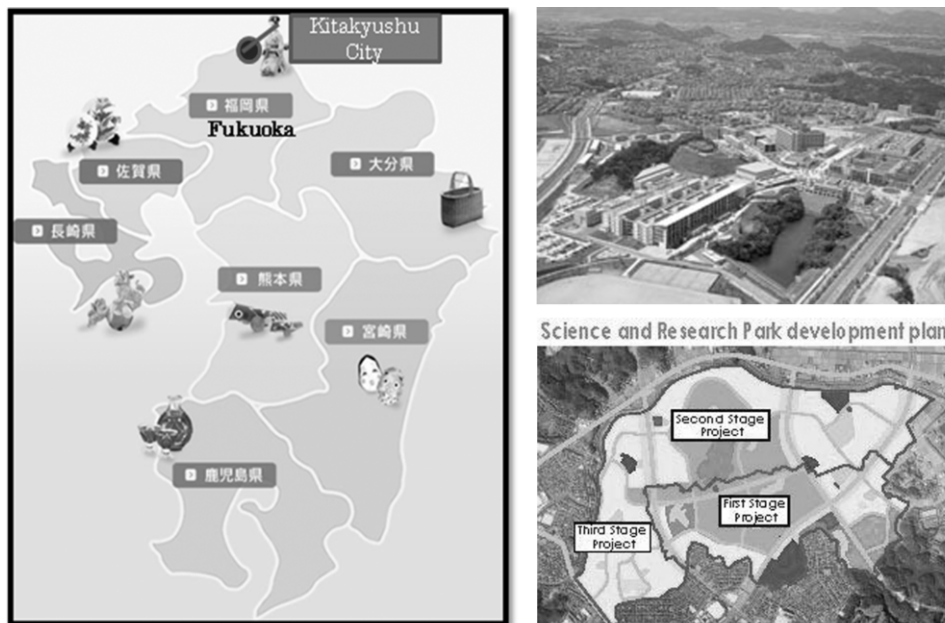 Kitakyushu
City
福岡県
Fukuoka
佐賀県
大分県
長崎県
熊本県
宮崎県
鹿児島県
Science and Research Park development plan
Second Stage
Project
First Stage
Project
Third Stage
Project